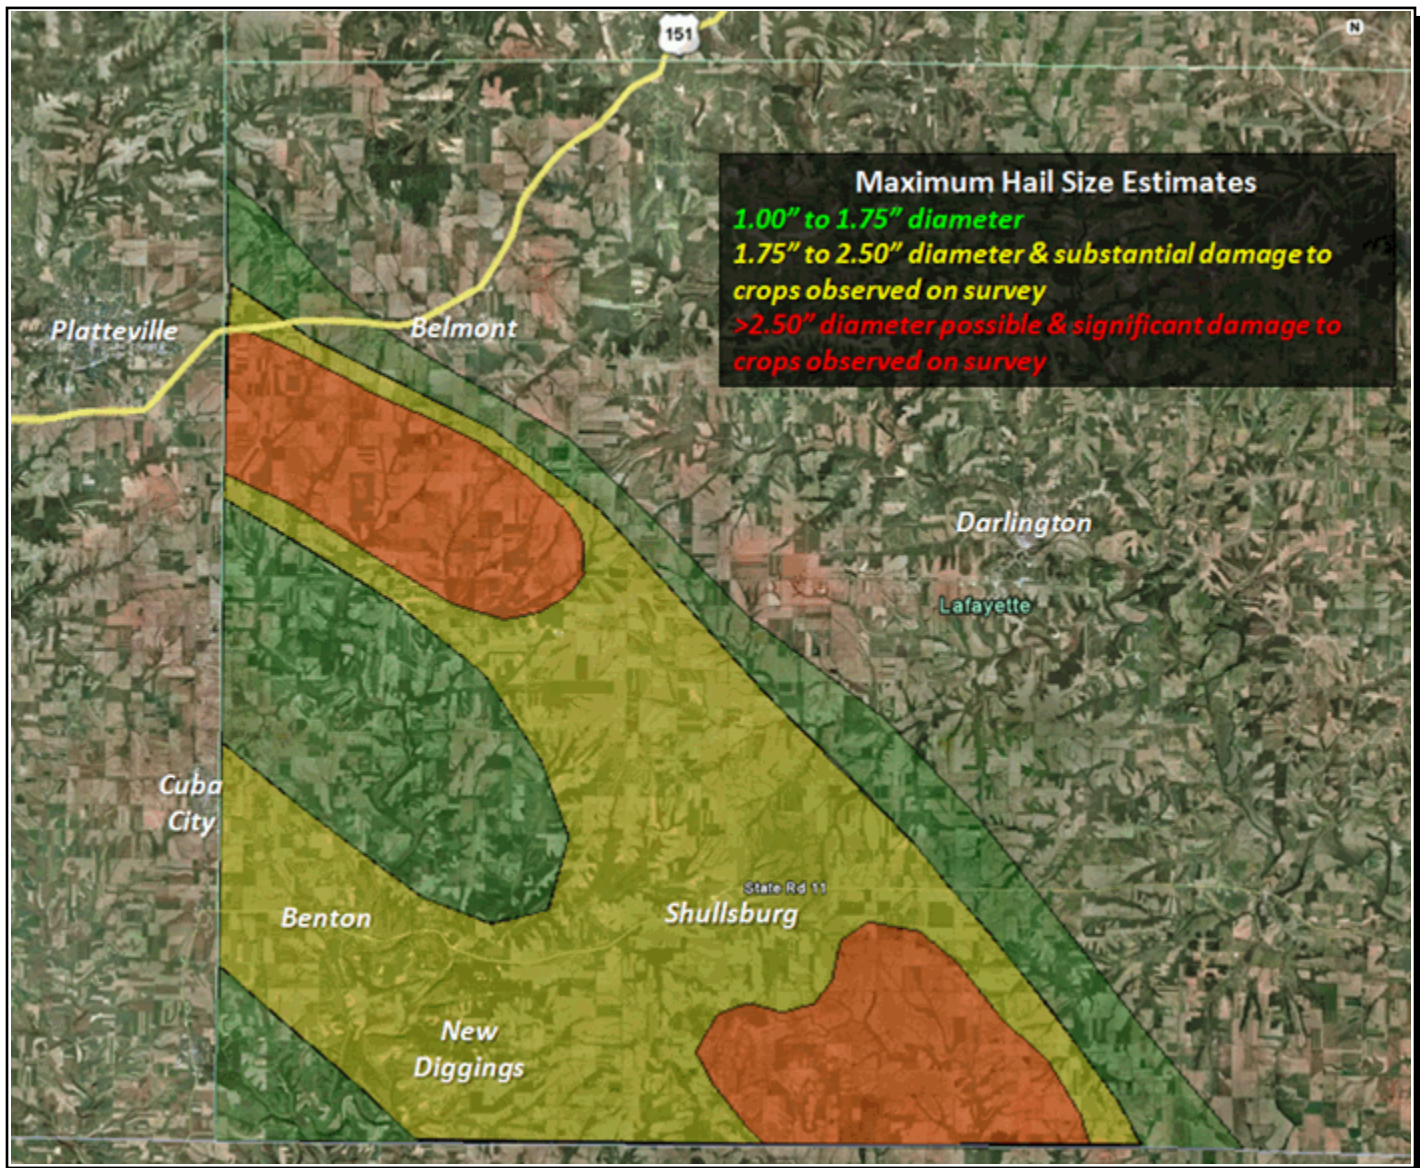 151
N
Maximum Hail Size Estimates
1.00” to 1.75” diameter
1.75” to 2.50” diameter & substantial damage to
crops observed on survey
>2.50” diameter possible & significant damage to
crops observed on survey
Platteville
Belmont
Darlington
Lafayette
Cuba
City
State Rd 11
Shullsburg
Benton
New
Diggings